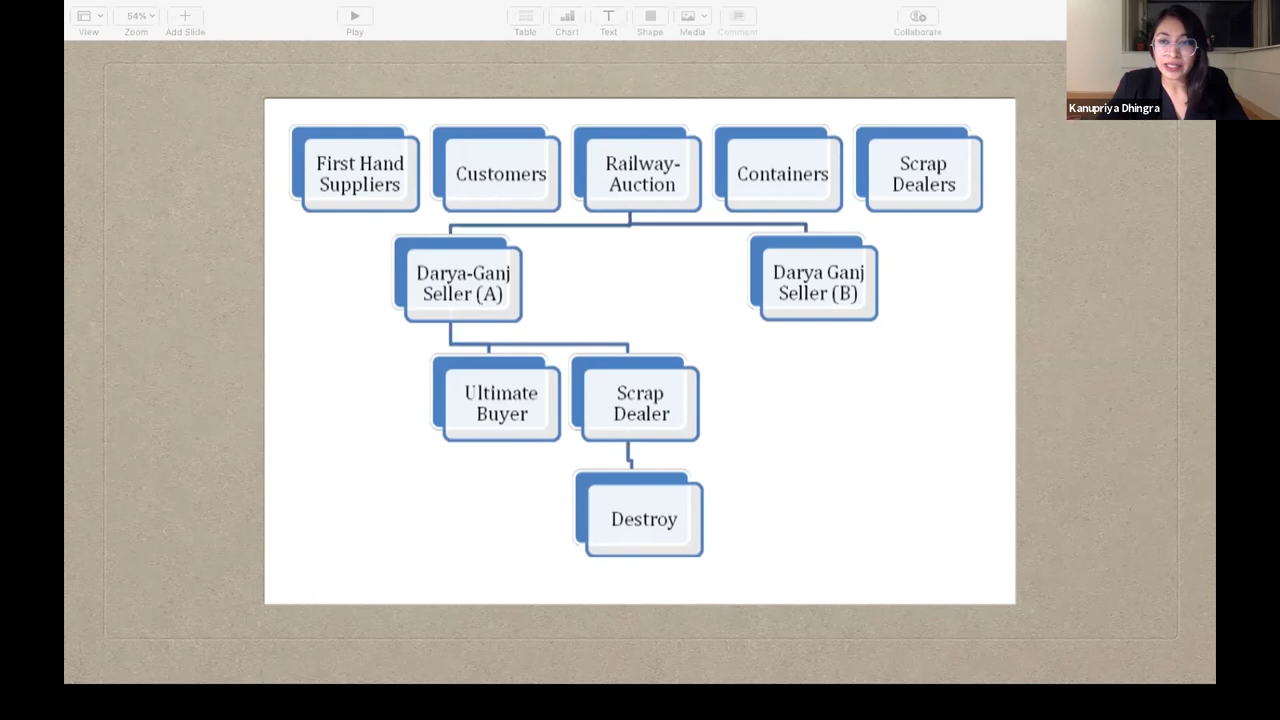 View
54%
Zoom
Add Slide
Play
Table
Chart
Text
Shape
Media
Comment
Collaborate
Kanupriya Dhingra
First Hand
Suppliers
Customers
Railway-
Auction
Containers
Scrap
Dealers
Darya-Ganj
Seller (A)
Darya Ganj
Seller (B)
Ultimate
Buyer
Scrap
Dealer
Destroy